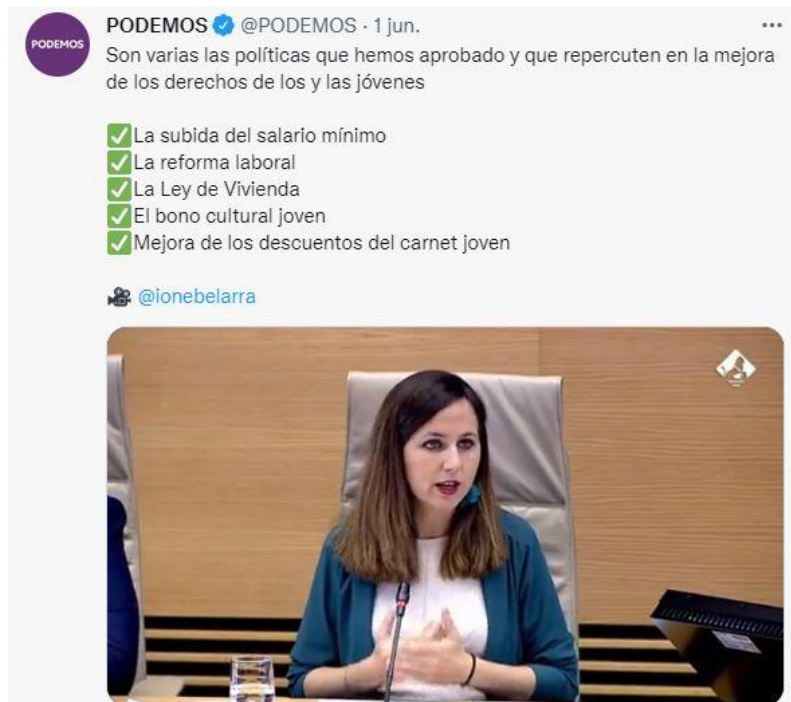 PODEMOS
PODEMOS @PODEMOS · 1 jun.
Son varias las políticas que hemos aprobado y que repercuten en la mejora
de los derechos de los y las jóvenes
✅La subida del salario mínimo
✅La reforma laboral
✅La Ley de Vivienda
✅El bono cultural joven
✅Mejora de los descuentos del carnet joven
🎥 @ionebelarra